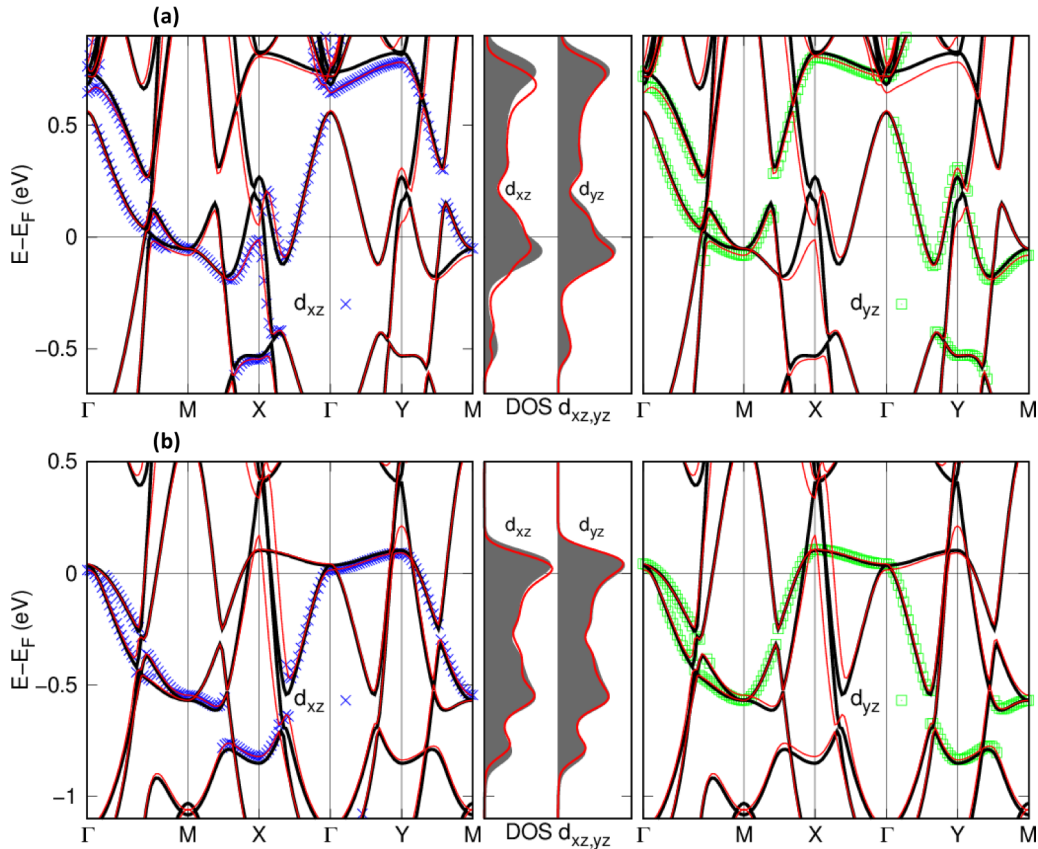 (a)
E−E_F (eV)
0.5
0
−0.5
d_xz
d_xz
d_yz
d_yz
Γ M X Γ Y M
DOS d_xz,yz
Γ M X Γ Y M
(b)
E−E_F (eV)
0.5
0
−0.5
−1
d_xz
d_xz
d_yz
d_yz
Γ M X Γ Y M
DOS d_xz,yz
Γ M X Γ Y M